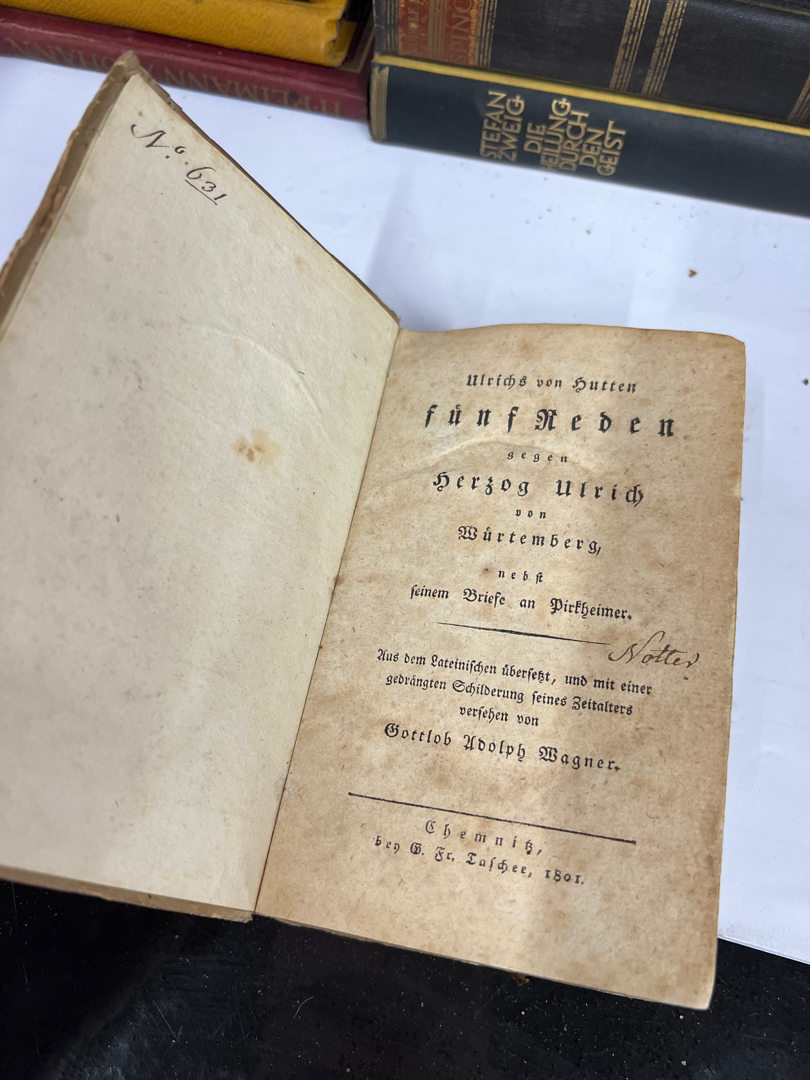 HANN
STEFAN
ZWEIG
DIE
HEILUNG
DURCH
DEN
GEIST
No. 631
Ulrichs von Hutten
fünf Reden
gegen
Herzog Ulrich
von
Würtemberg,
nebſt
ſeinem Briefe an Pirkheimer.
Notter
Aus dem Lateiniſchen überſetzt, und mit einer
gedrängten Schilderung ſeines Zeitalters
verſehen von
Gottlob Adolph Wagner.
Chemnitz,
bey G. Fr. Taſchee, 1801.